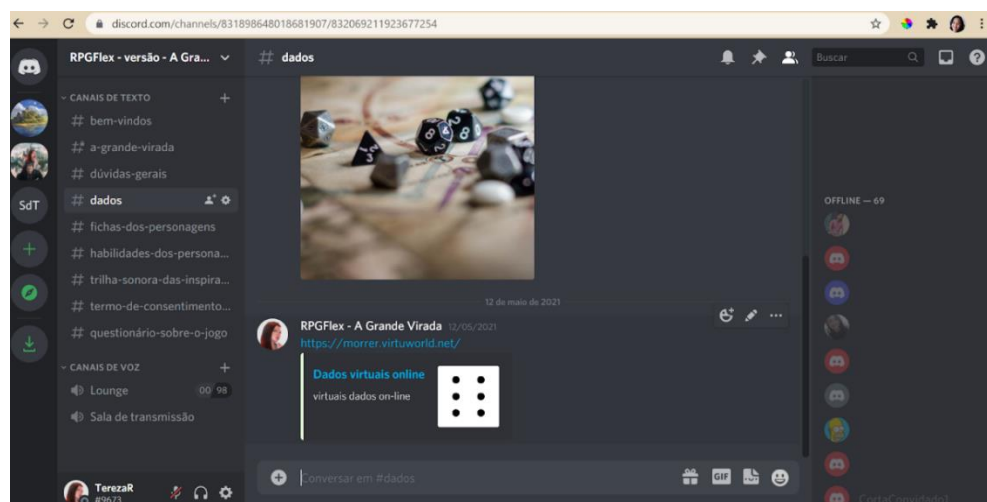 discord.com/channels/831898648018681907/832069211923677254
RPGFlex - versão - A Gra...
dados
Buscar
CANAIS DE TEXTO
bem-vindos
a-grande-virada
dúvidas-gerais
dados
fichas-dos-personagens
habilidades-dos-persona...
trilha-sonora-das-inspira...
termo-de-consentimento...
questionário-sobre-o-jogo
CANAIS DE VOZ
Lounge 00 98
Sala de transmissão
SdT
TerezaR
#9673
12 de maio de 2021
RPGFlex - A Grande Virada 12/05/2021
https://morrer.virtuworld.net/
Dados virtuais online
virtuais dados on-line
Conversar em #dados
GIF
OFFLINE — 69
CortaConvidado1